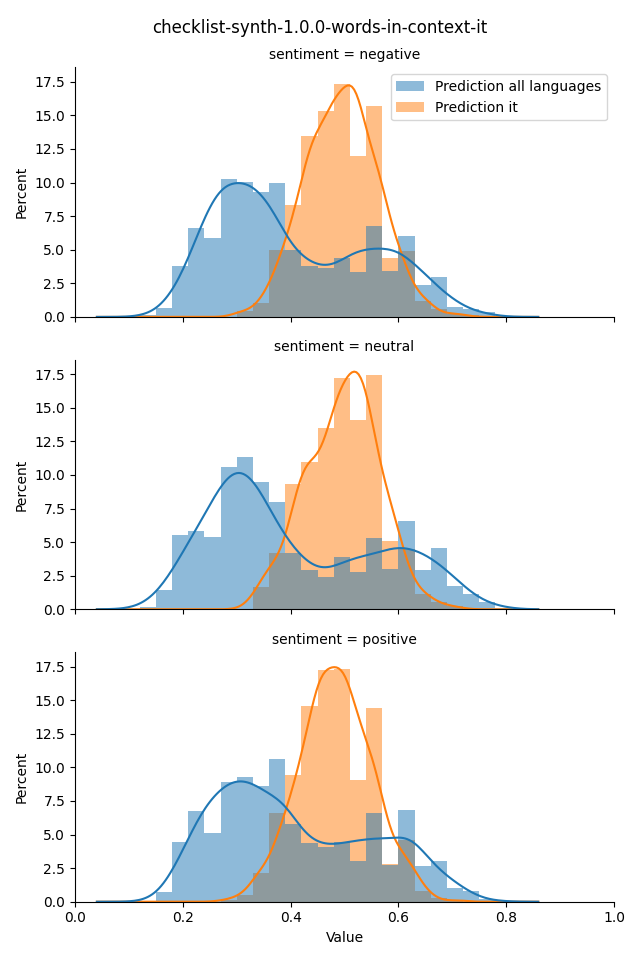 checklist-synth-1.0.0-words-in-context-it
sentiment = negative
17.5
15.0
12.5
10.0
7.5
5.0
2.5
0.0
Percent
Prediction all languages
Prediction it
sentiment = neutral
17.5
15.0
12.5
10.0
7.5
5.0
2.5
0.0
Percent
sentiment = positive
17.5
15.0
12.5
10.0
7.5
5.0
2.5
0.0
Percent
0.0 0.2 0.4 0.6 0.8 1.0
Value